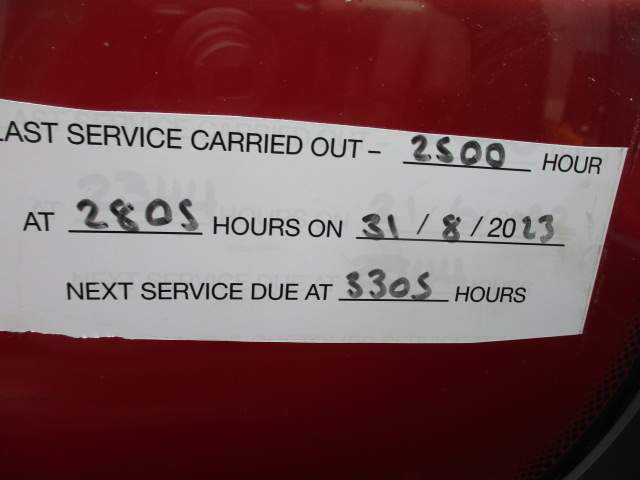 LAST SERVICE CARRIED OUT – 2500 HOUR
AT 2805 HOURS ON 31/8/2023
NEXT SERVICE DUE AT 3305 HOURS